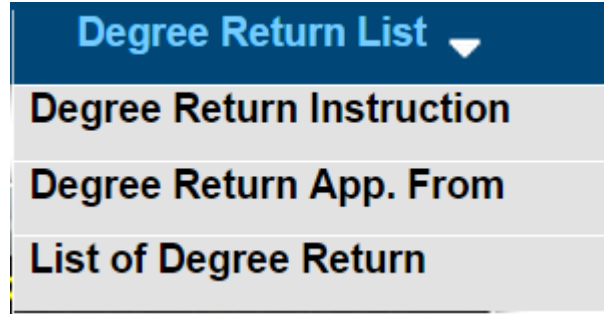 Degree Return List
Degree Return Instruction
Degree Return App. From
List of Degree Return